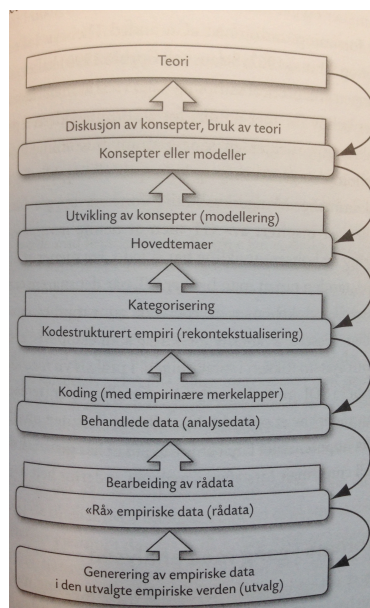 Teori
Diskusjon av konsepter, bruk av teori
Konsepter eller modeller
Utvikling av konsepter (modellering)
Hovedtemaer
Kategorisering
Kodestrukturert empiri (rekontekstualisering)
Koding (med empirinære merkelapper)
Behandlede data (analysedata)
Bearbeiding av rådata
«Rå» empiriske data (rådata)
Generering av empiriske data
i den utvalgte empiriske verden (utvalg)